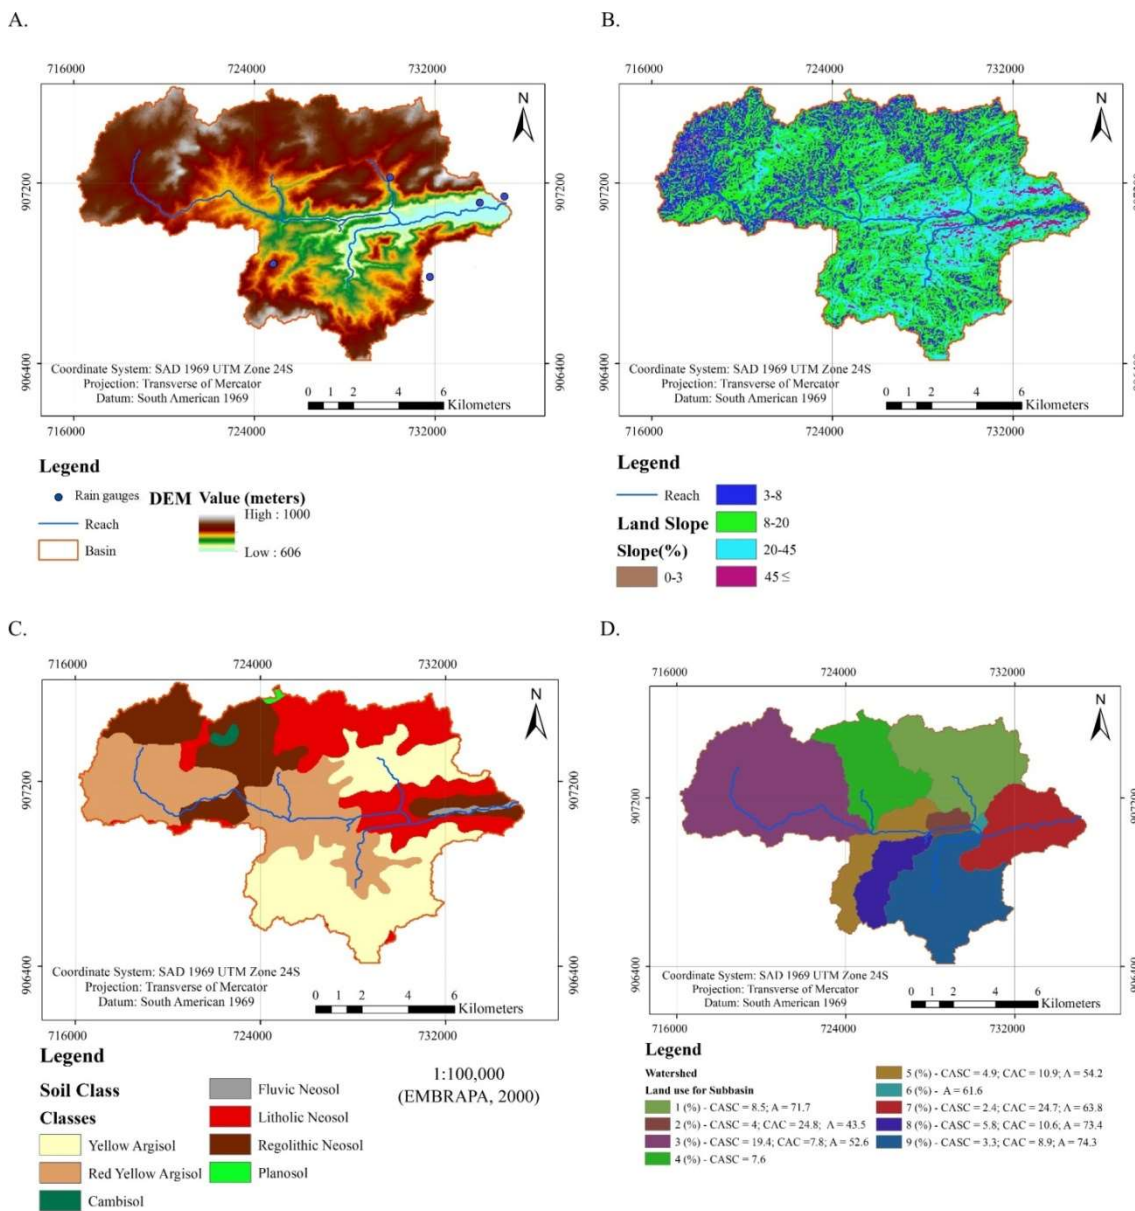 A.
716000 724000 732000
N
907200 907200
906400
Coordinate System: SAD 1969 UTM Zone 24S
Projection: Transverse of Mercator
Datum: South American 1969
0 1 2 4 6
Kilometers
716000 724000 732000
Legend
Rain gauges
Reach
Basin
DEM Value (meters)
High : 1000
Low : 606
B.
716000 724000 732000
N
907200 907200
906400
Coordinate System: SAD 1969 UTM Zone 24S
Projection: Transverse of Mercator
Datum: South American 1969
0 1 2 4 6
Kilometers
716000 724000 732000
Legend
Reach
Land Slope
Slope(%)
0-3
3-8
8-20
20-45
45 ≤
C.
716000 724000 732000
N
907200 907200
906400 906400
Coordinate System: SAD 1969 UTM Zone 24S
Projection: Transverse of Mercator
Datum: South American 1969
0 1 2 4 6
Kilometers
716000 724000 732000
Legend
Soil Class
Classes
Yellow Argisol
Red Yellow Argisol
Cambisol
Fluvic Neosol
Litholic Neosol
Regolithic Neosol
Planosol
1:100,000
(EMBRAPA, 2000)
D.
716000 724000 732000
N
907200 907200
906400 906400
Coordinate System: SAD 1969 UTM Zone 24S
Projection: Transverse of Mercator
Datum: South American 1969
0 1 2 4 6
Kilometers
716000 724000 732000
Legend
Watershed
Land use for Subbasin
1 (%) - CASC = 8.5; A = 71.7
2 (%) - CASC = 4; CAC = 24.8; A = 43.5
3 (%) - CASC = 19.4; CAC =7.8; A = 52.6
4 (%) - CASC = 7.6
5 (%) - CASC = 4.9; CAC = 10.9; A = 54.2
6 (%) - A = 61.6
7 (%) - CASC = 2.4; CAC = 24.7; A = 63.8
8 (%) - CASC = 5.8; CAC = 10.6; A = 73.4
9 (%) - CASC = 3.3; CAC = 8.9; A = 74.3